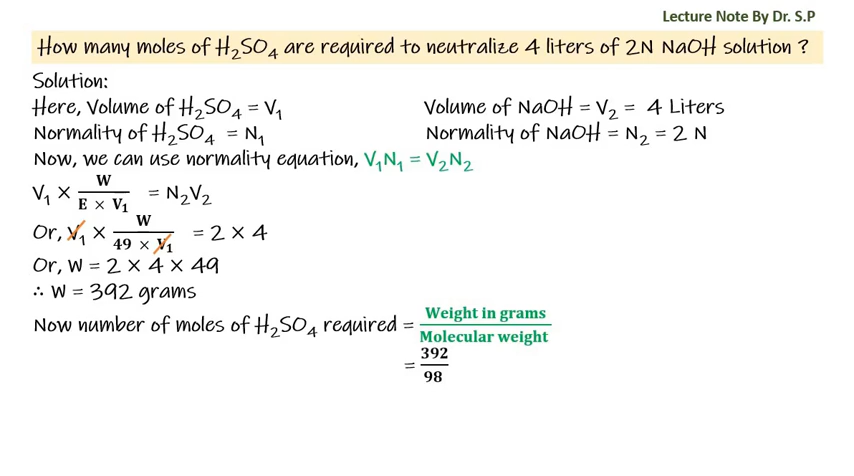 Lecture Note By Dr. S.P
How many moles of H₂SO₄ are required to neutralize 4 liters of 2N NaOH solution ?
Solution:
Here, Volume of H₂SO₄ = V₁ Volume of NaOH = V₂ = 4 Liters
Normality of H₂SO₄ = N₁ Normality of NaOH = N₂ = 2 N
Now, we can use normality equation, V₁N₁ = V₂N₂
W
V₁ × = N₂V₂
E × V₁
W
Or, V₁ × = 2 × 4
49 × V₁
Or, W = 2 × 4 × 49
∴ W = 392 grams
Weight in grams
Now number of moles of H₂SO₄ required =
Molecular weight
392
=
98